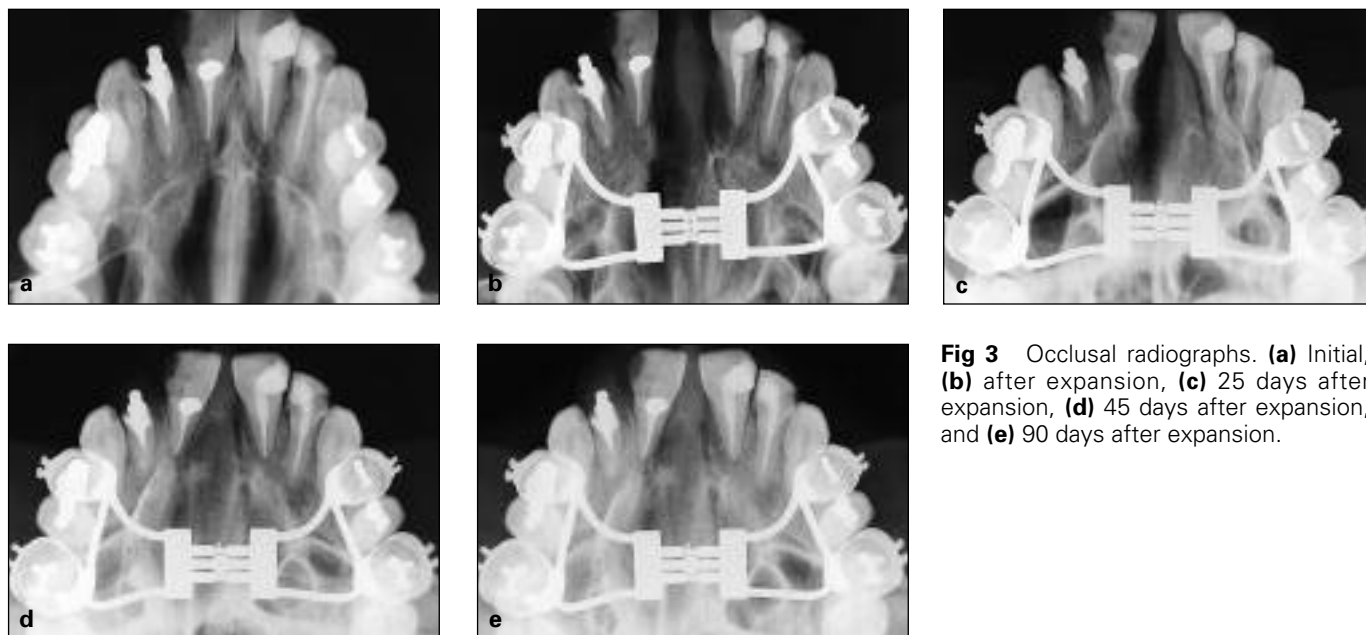 a
b
c
d
e
Fig 3 Occlusal radiographs. (a) Initial,
(b) after expansion, (c) 25 days after
expansion, (d) 45 days after expansion,
and (e) 90 days after expansion.